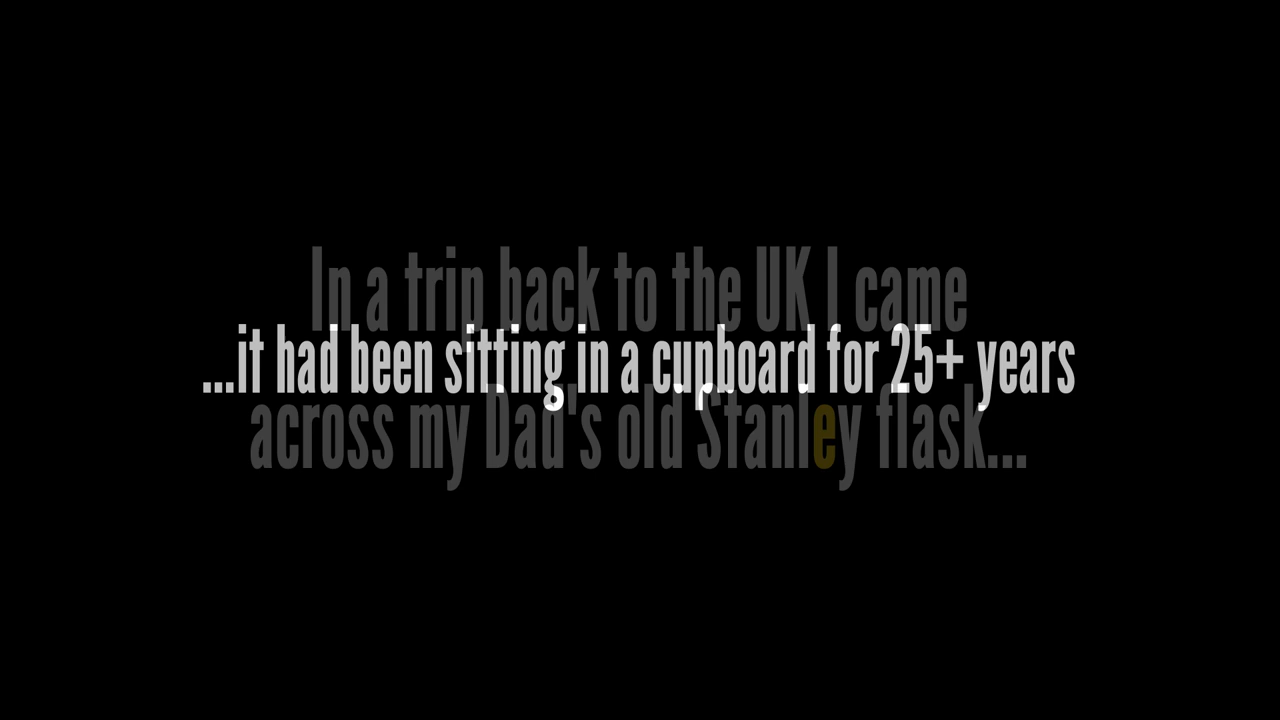 In a trip back to the UK I came
...it had been sitting in a cupboard for 25+ years
across my Dad's old Stanley flask...